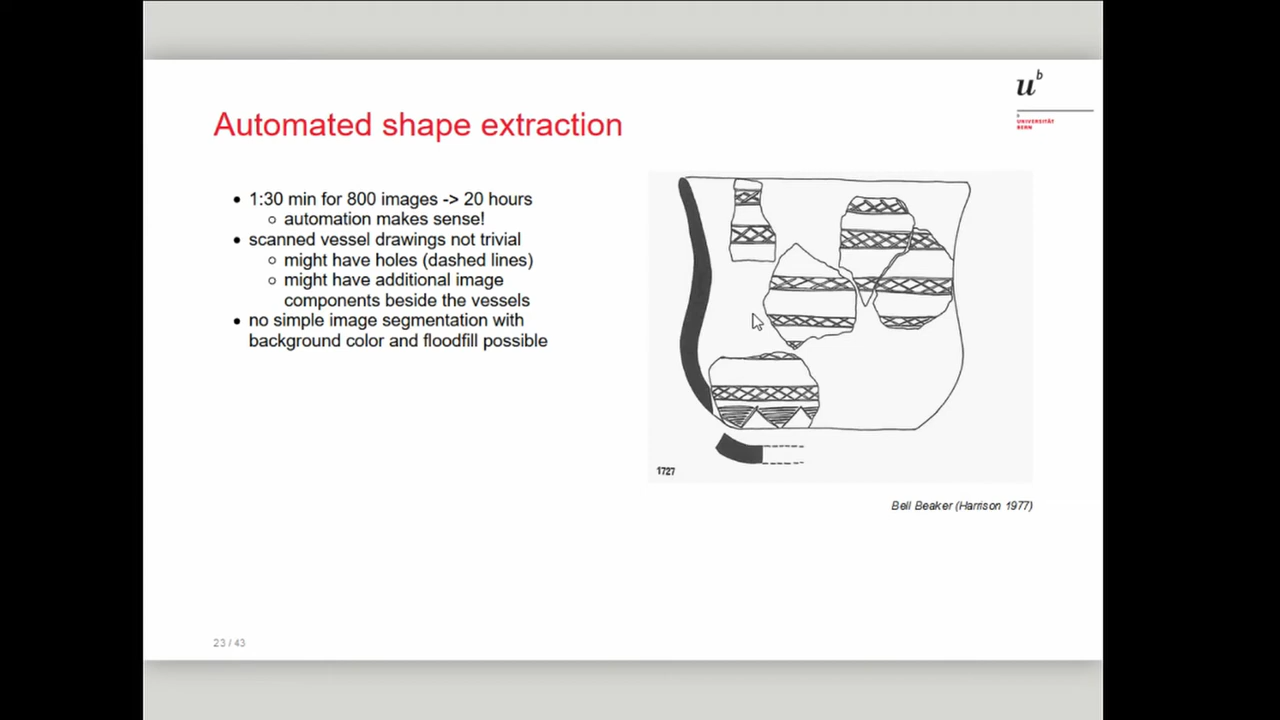 u^b
b
UNIVERSITÄT
BERN
Automated shape extraction
• 1:30 min for 800 images -> 20 hours
○ automation makes sense!
• scanned vessel drawings not trivial
○ might have holes (dashed lines)
○ might have additional image
components beside the vessels
• no simple image segmentation with
background color and floodfill possible
1727
Bell Beaker (Harrison 1977)
23 / 43